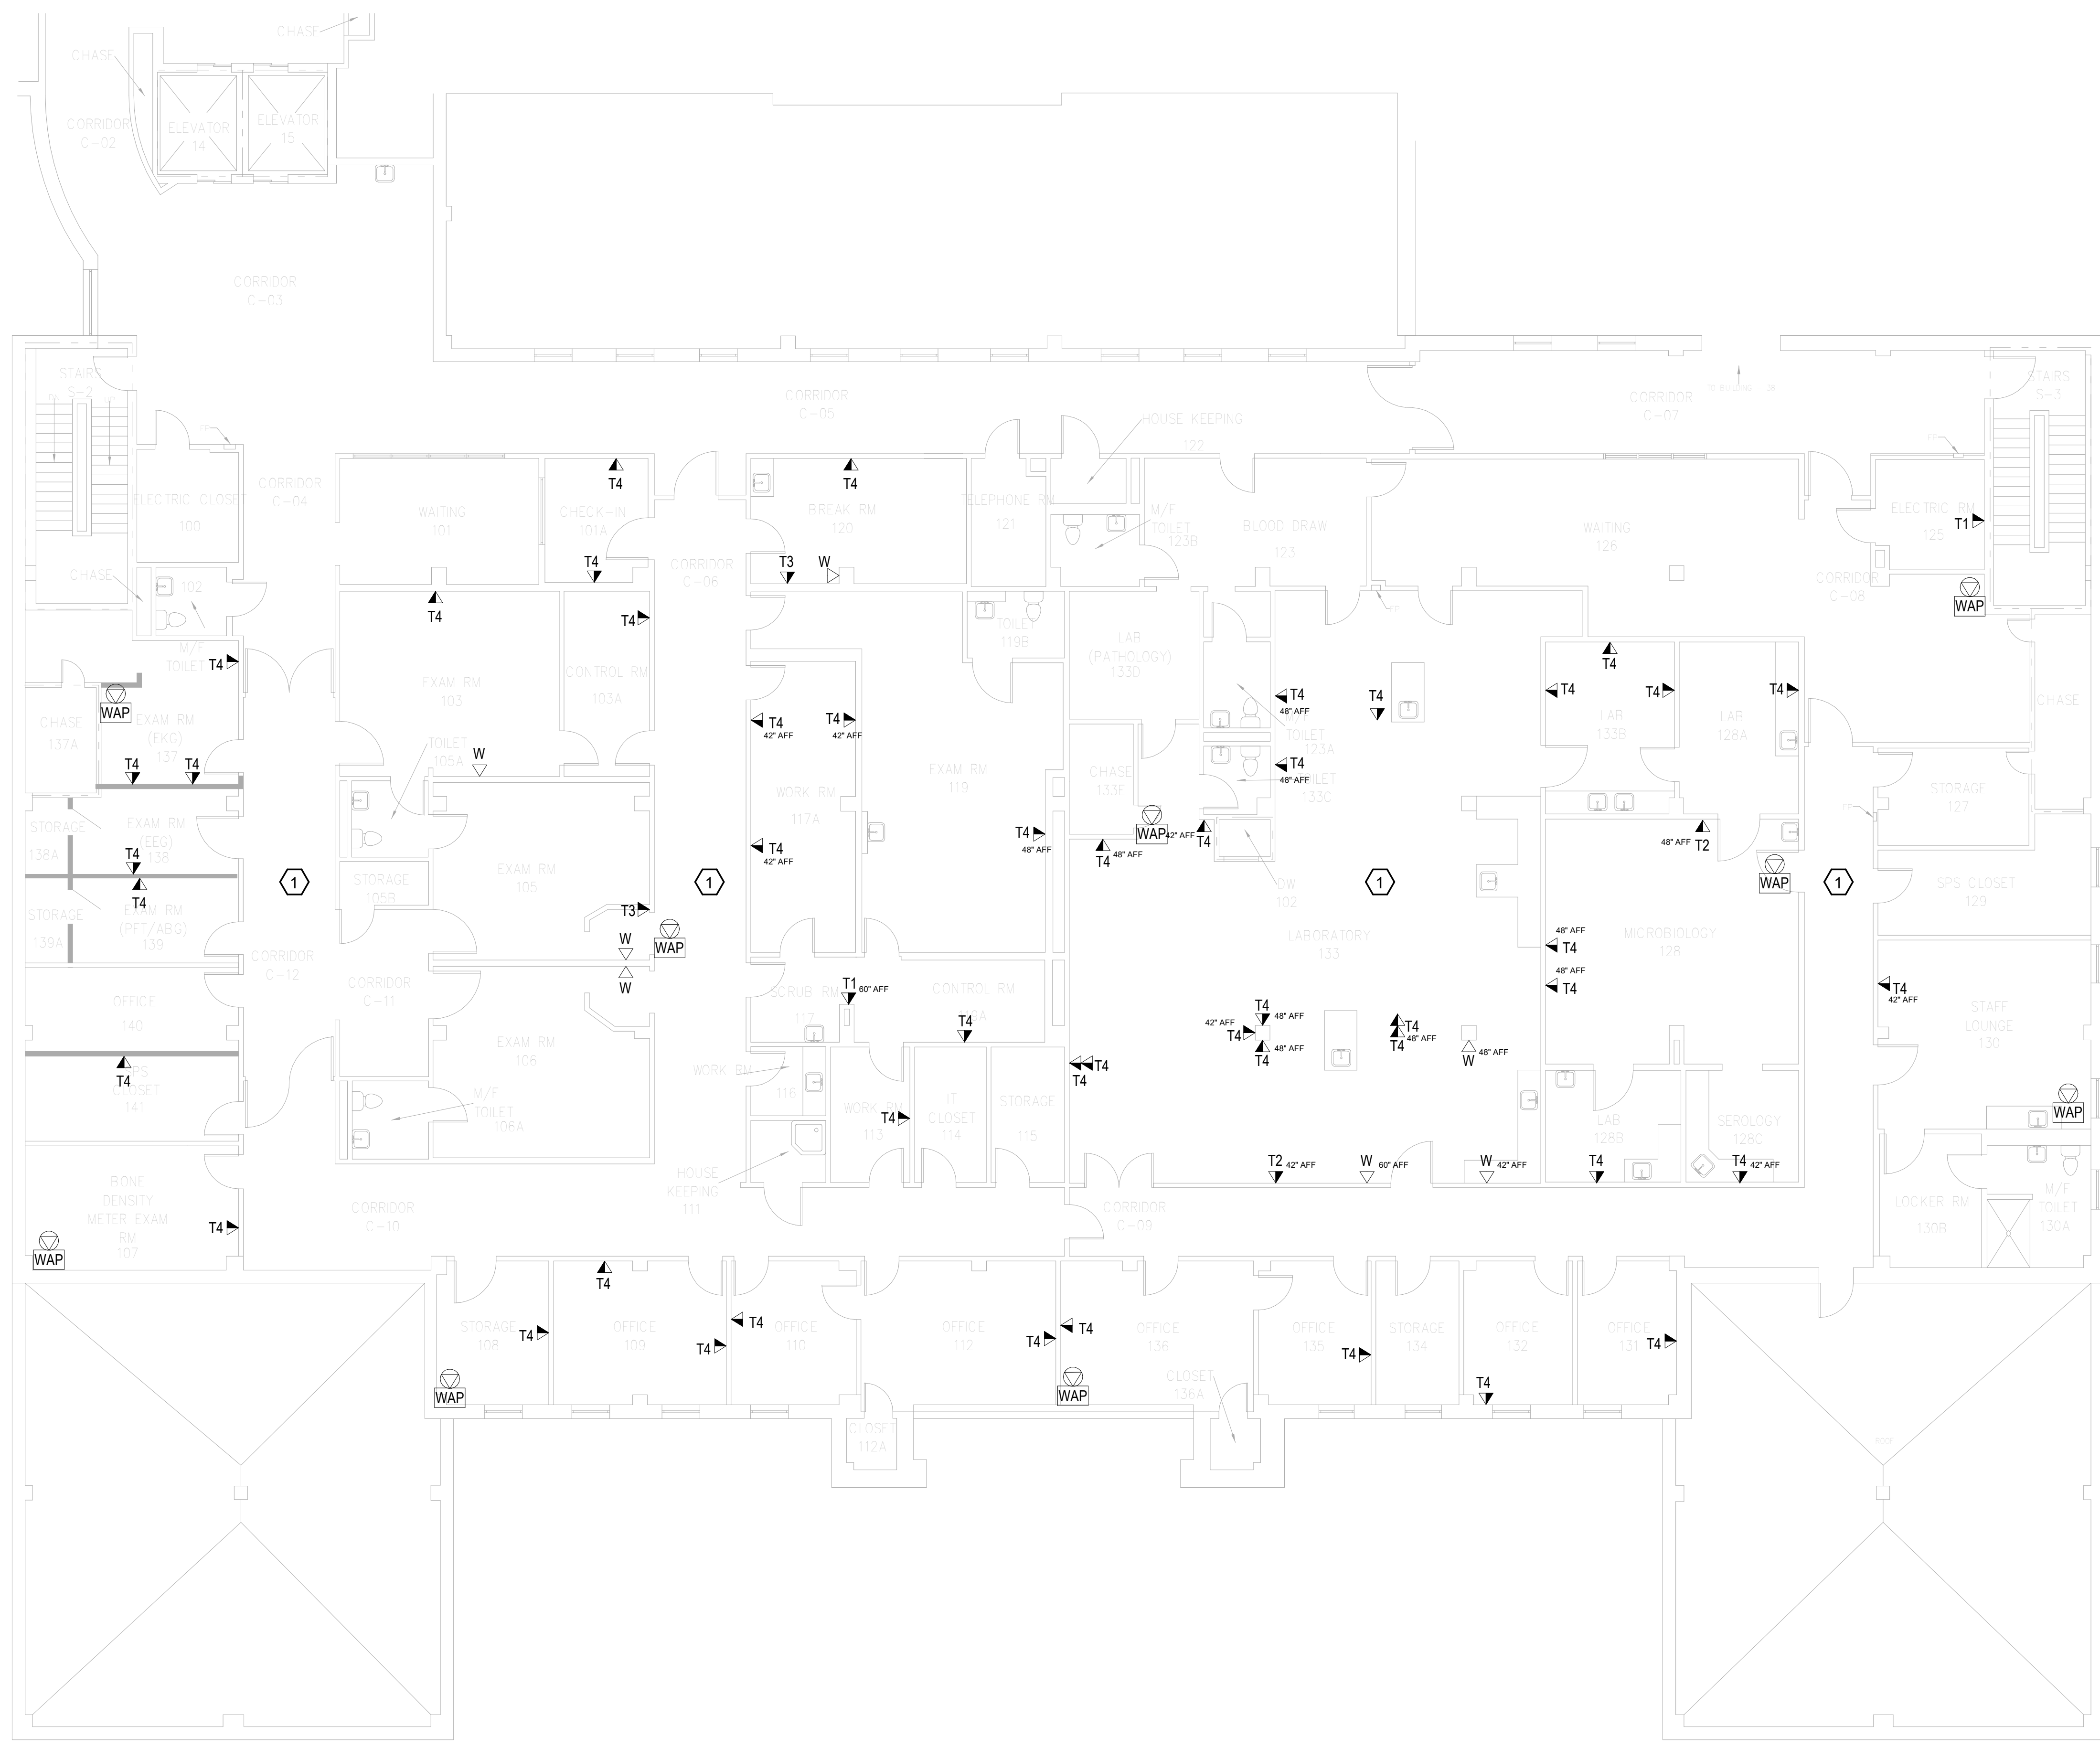 CHASE
CHASE
CORRIDOR
C-02
ELEVATOR
14
ELEVATOR
15
CORRIDOR
C-03
STAIRS
S-2
UP
FP
CORRIDOR
C-05
HOUSE KEEPING
122
CORRIDOR
C-07
TO BUILDING - 3E
STAIRS
S-3
FP
ELECTRIC CLOSET
100
CORRIDOR
C-04
WAITING
101
T4
CHECK-IN
101A
T4
CORRIDOR
C-06
T4
BREAK RM
120
T3
W
TELEPHONE RM
121
M/F
TOILET
123B
BLOOD DRAW
123
WAITING
126
ELECTRIC RM
125
T1
CORRIDOR
C-08
WAP
CHASE
102
M/F
TOILET
T4
T4
EXAM RM
103
W
T4
CONTROL RM
103A
TOILET
119B
LAB
(PATHOLOGY)
133D
FP
T4
48" AFF
TOILET
123A
T4
T4
T4
T4
LAB
133B
T4
LAB
128A
CHASE
WAP
CHASE
137A
EXAM RM
(EKG)
137
T4
T4
TOILET
105A
T4
42" AFF
T4
42" AFF
EXAM RM
119
T4
48" AFF
TOILET
133C
CHASE
133E
WORK RM
117A
T4
42" AFF
T4
48" AFF
WAP
42" AFF
T4
T4
48" AFF
48" AFF
T2
STORAGE
127
FP
STORAGE
138A
EXAM RM
(EEG)
138
T4
T4
1
STORAGE
105B
EXAM RM
105
T3
1
DW
102
1
WAP
1
SPS CLOSET
129
STORAGE
139A
EXAM RM
(PFT/ABG)
139
WAP
W
W
LABORATORY
133
48" AFF
T4
48" AFF
T4
MICROBIOLOGY
128
CORRIDOR
C-12
CORRIDOR
C-11
SCRUB RM
117
T1
60" AFF
CONTROL RM
T4
OFFICE
140
EXAM RM
106
T4
48" AFF
42" AFF
T4
48" AFF
T4
T4
48" AFF
T4
W
48" AFF
T4
42" AFF
STAFF
LOUNGE
130
T4
CLOSET
141
WORK RM
116
T4
T4
M/F
TOILET
106A
WORK RM
113
T4
IT
CLOSET
114
STORAGE
115
LAB
128B
SEROLOGY
128C
WAP
BONE
DENSITY
METER EXAM
RM
107
T4
WAP
HOUSE
KEEPING
111
T2
42" AFF
W
60" AFF
W
42" AFF
T4
T4
42" AFF
LOCKER RM
130B
M/F
TOILET
130A
CORRIDOR
C-10
CORRIDOR
C-09
T4
STORAGE
108
T4
OFFICE
109
T4
T4
OFFICE
110
OFFICE
112
T4
T4
OFFICE
136
OFFICE
135
T4
STORAGE
134
OFFICE
132
T4
OFFICE
131
T4
WAP
WAP
CLOSET
136A
CLOSET
112A
ROOF